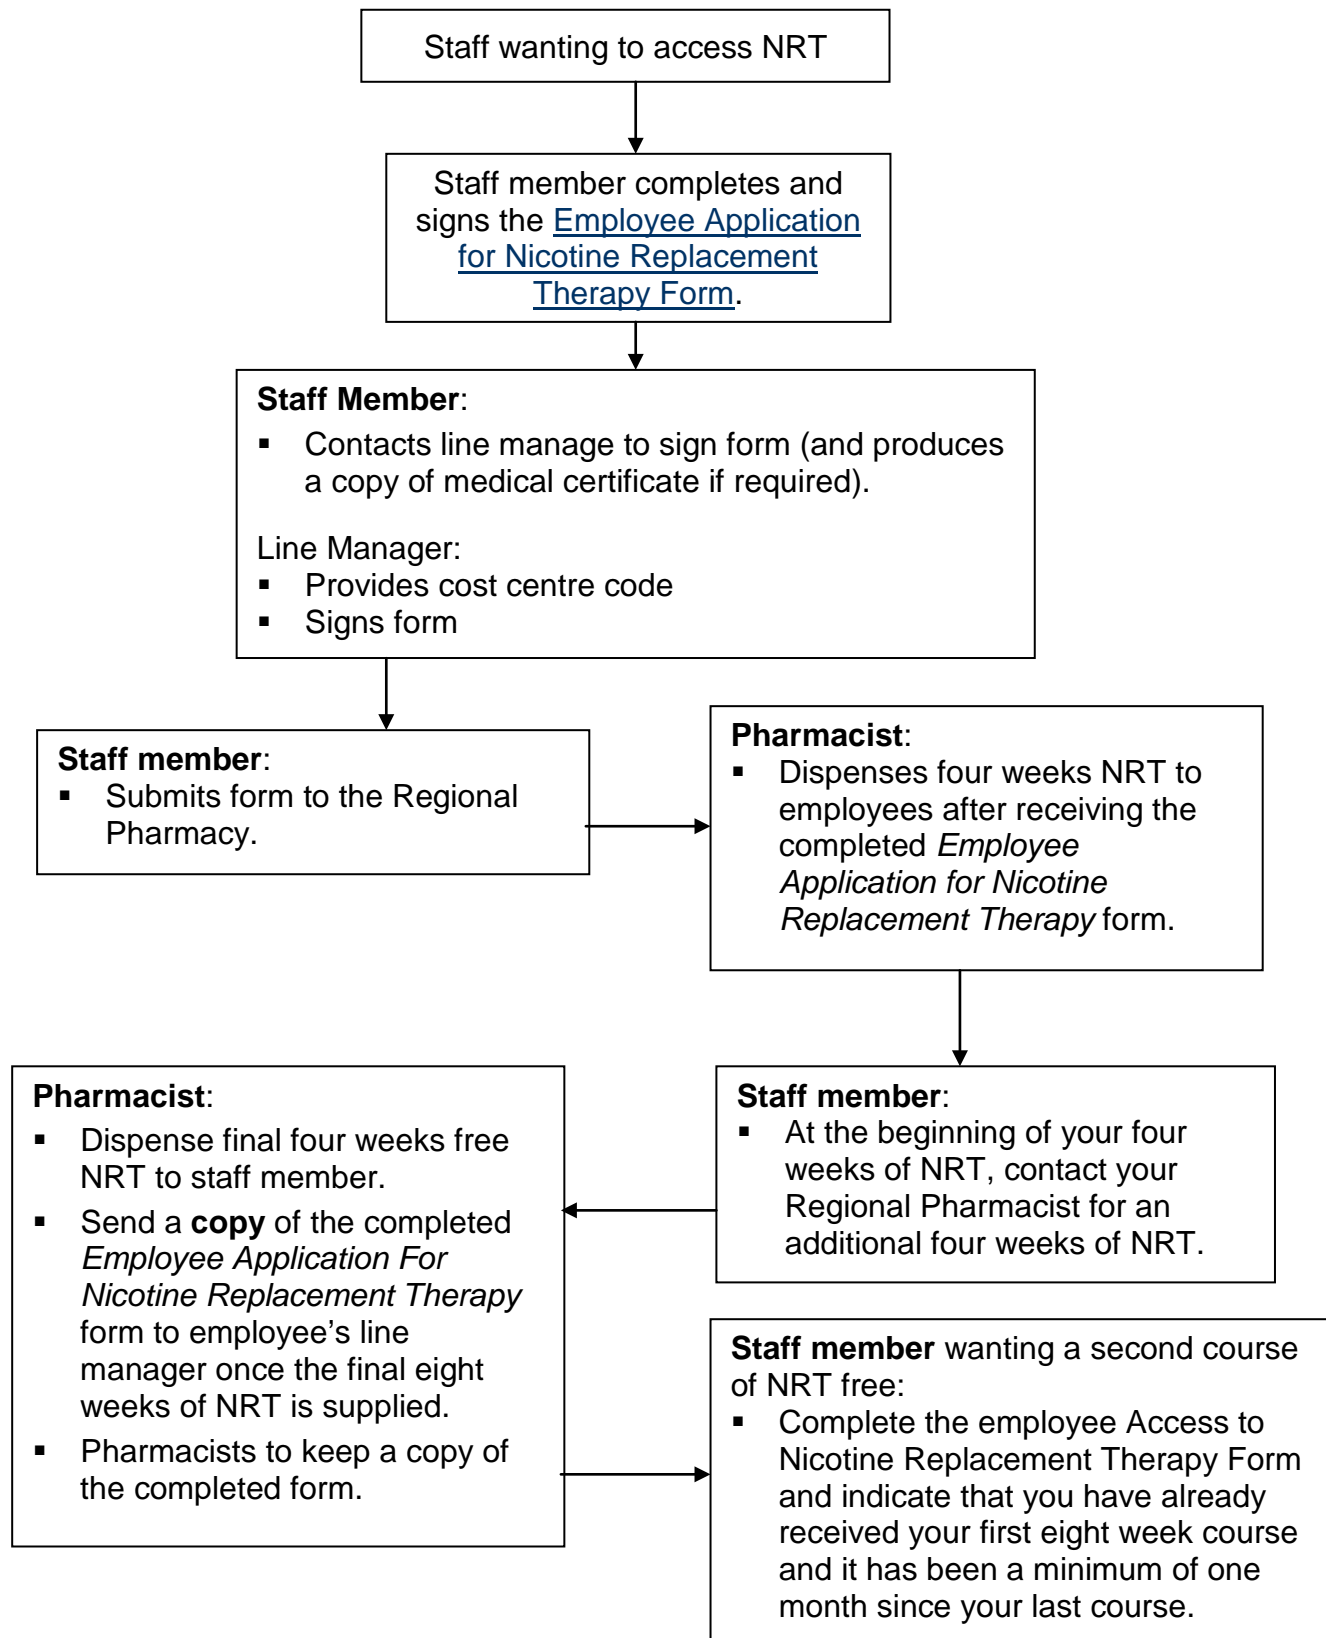 Staff wanting to access NRT
Staff member completes and
signs the Employee Application
for Nicotine Replacement
Therapy Form.
Staff Member:
▪ Contacts line manage to sign form (and produces
a copy of medical certificate if required).
Line Manager:
▪ Provides cost centre code
▪ Signs form
Staff member:
▪ Submits form to the Regional
Pharmacy.
Pharmacist:
▪ Dispenses four weeks NRT to
employees after receiving the
completed Employee
Application for Nicotine
Replacement Therapy form.
Staff member:
▪ At the beginning of your four
weeks of NRT, contact your
Regional Pharmacist for an
additional four weeks of NRT.
Pharmacist:
▪ Dispense final four weeks free
NRT to staff member.
▪ Send a copy of the completed
Employee Application For
Nicotine Replacement Therapy
form to employee’s line
manager once the final eight
weeks of NRT is supplied.
▪ Pharmacists to keep a copy of
the completed form.
Staff member wanting a second course
of NRT free:
▪ Complete the employee Access to
Nicotine Replacement Therapy Form
and indicate that you have already
received your first eight week course
and it has been a minimum of one
month since your last course.